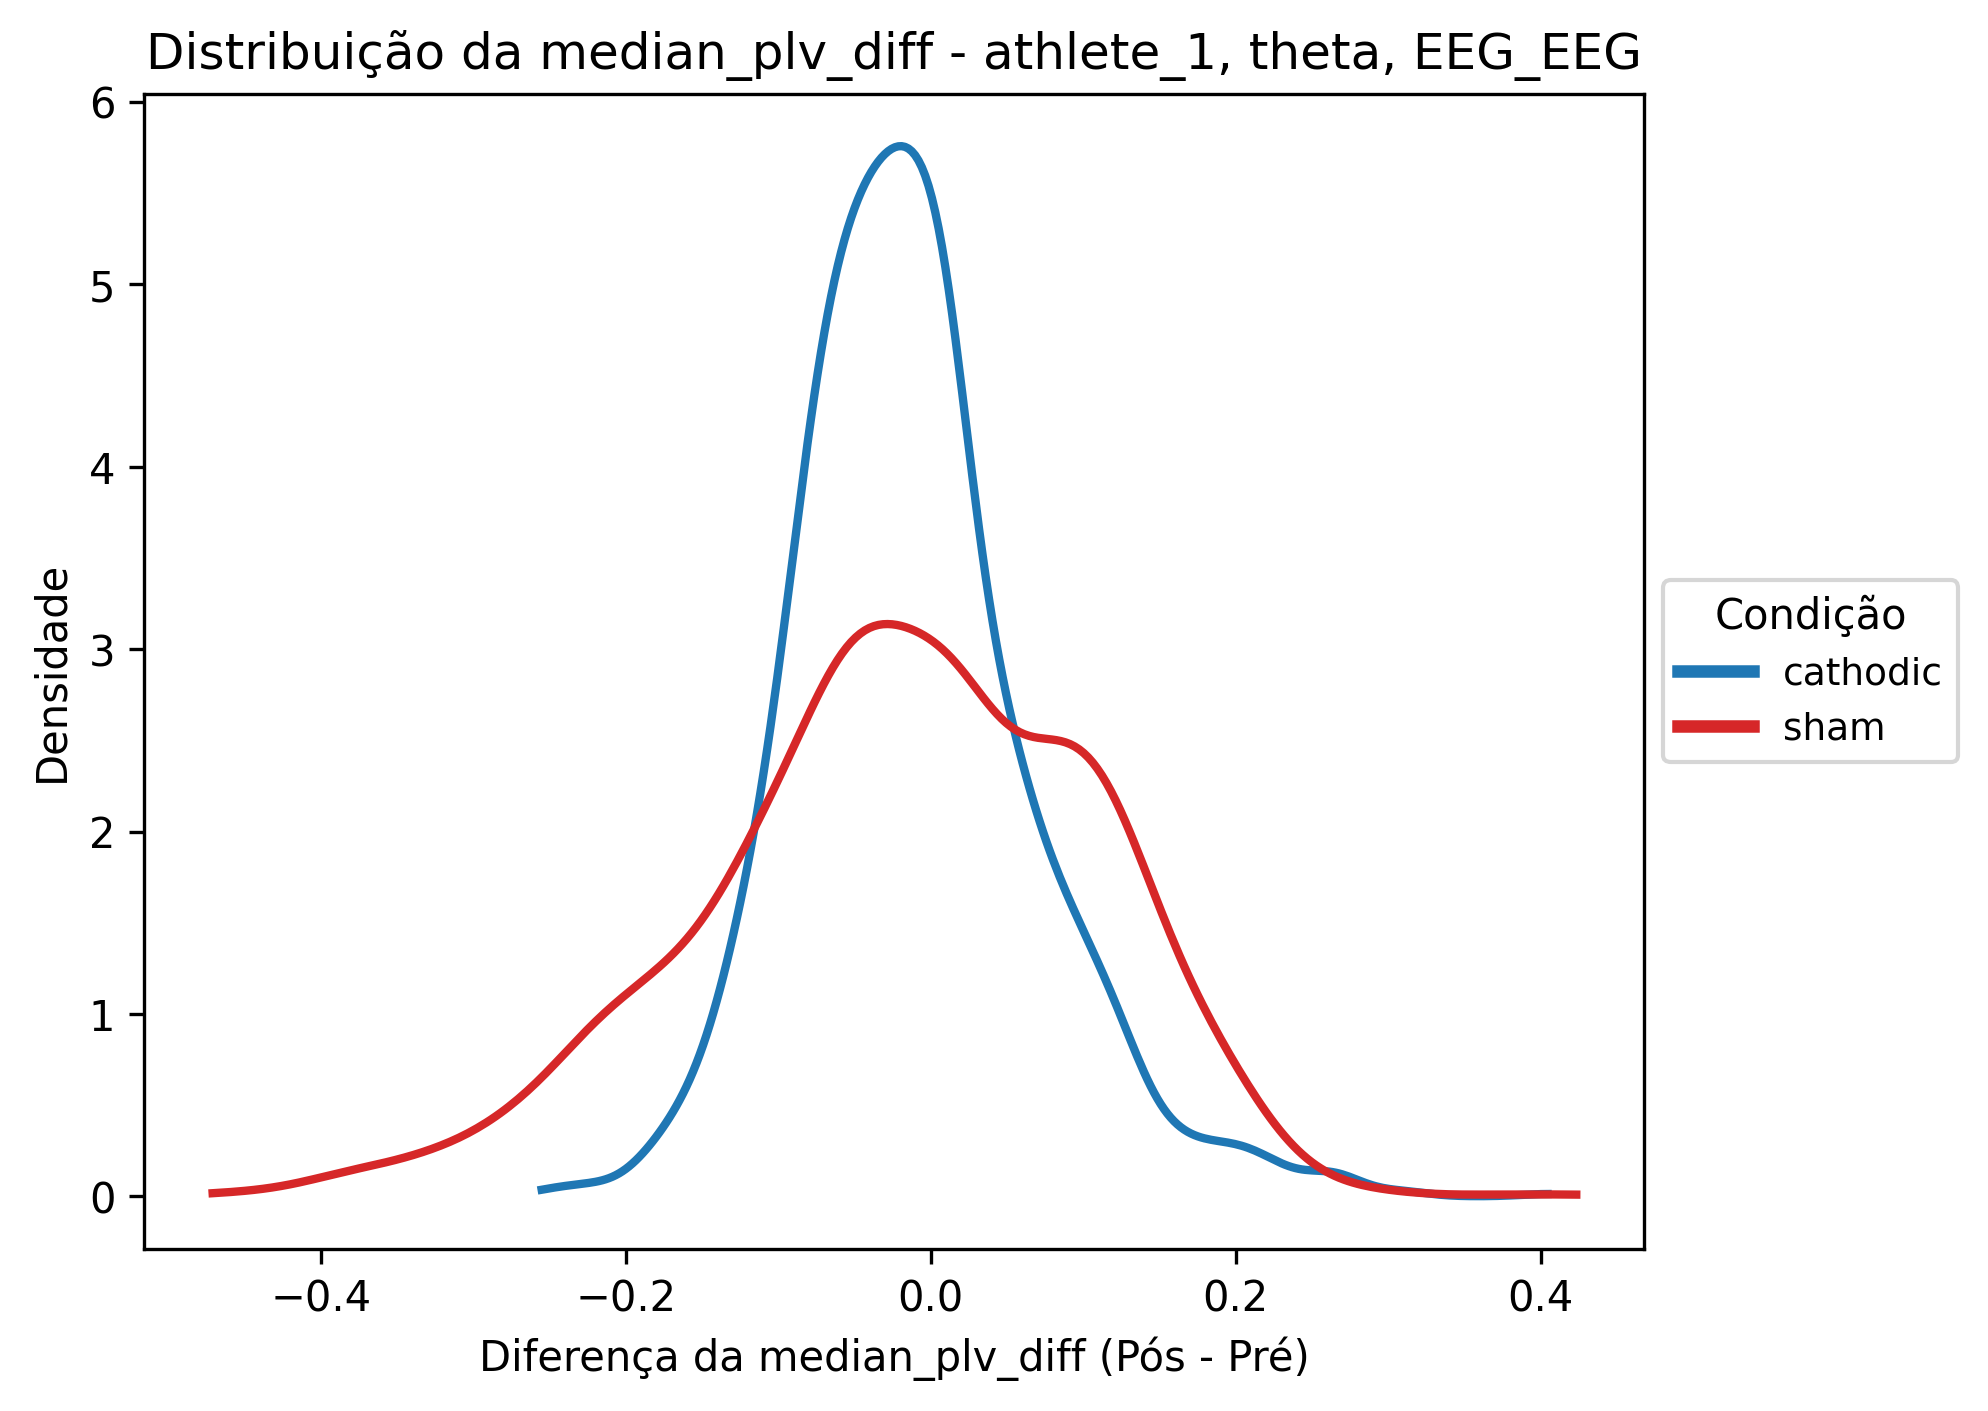 Distribuição da median_plv_diff - athlete_1, theta, EEG_EEG
6
5
4
3
2
1
0
Densidade
−0.4
−0.2
0.0
0.2
0.4
Diferença da median_plv_diff (Pós - Pré)
Condição
cathodic
sham